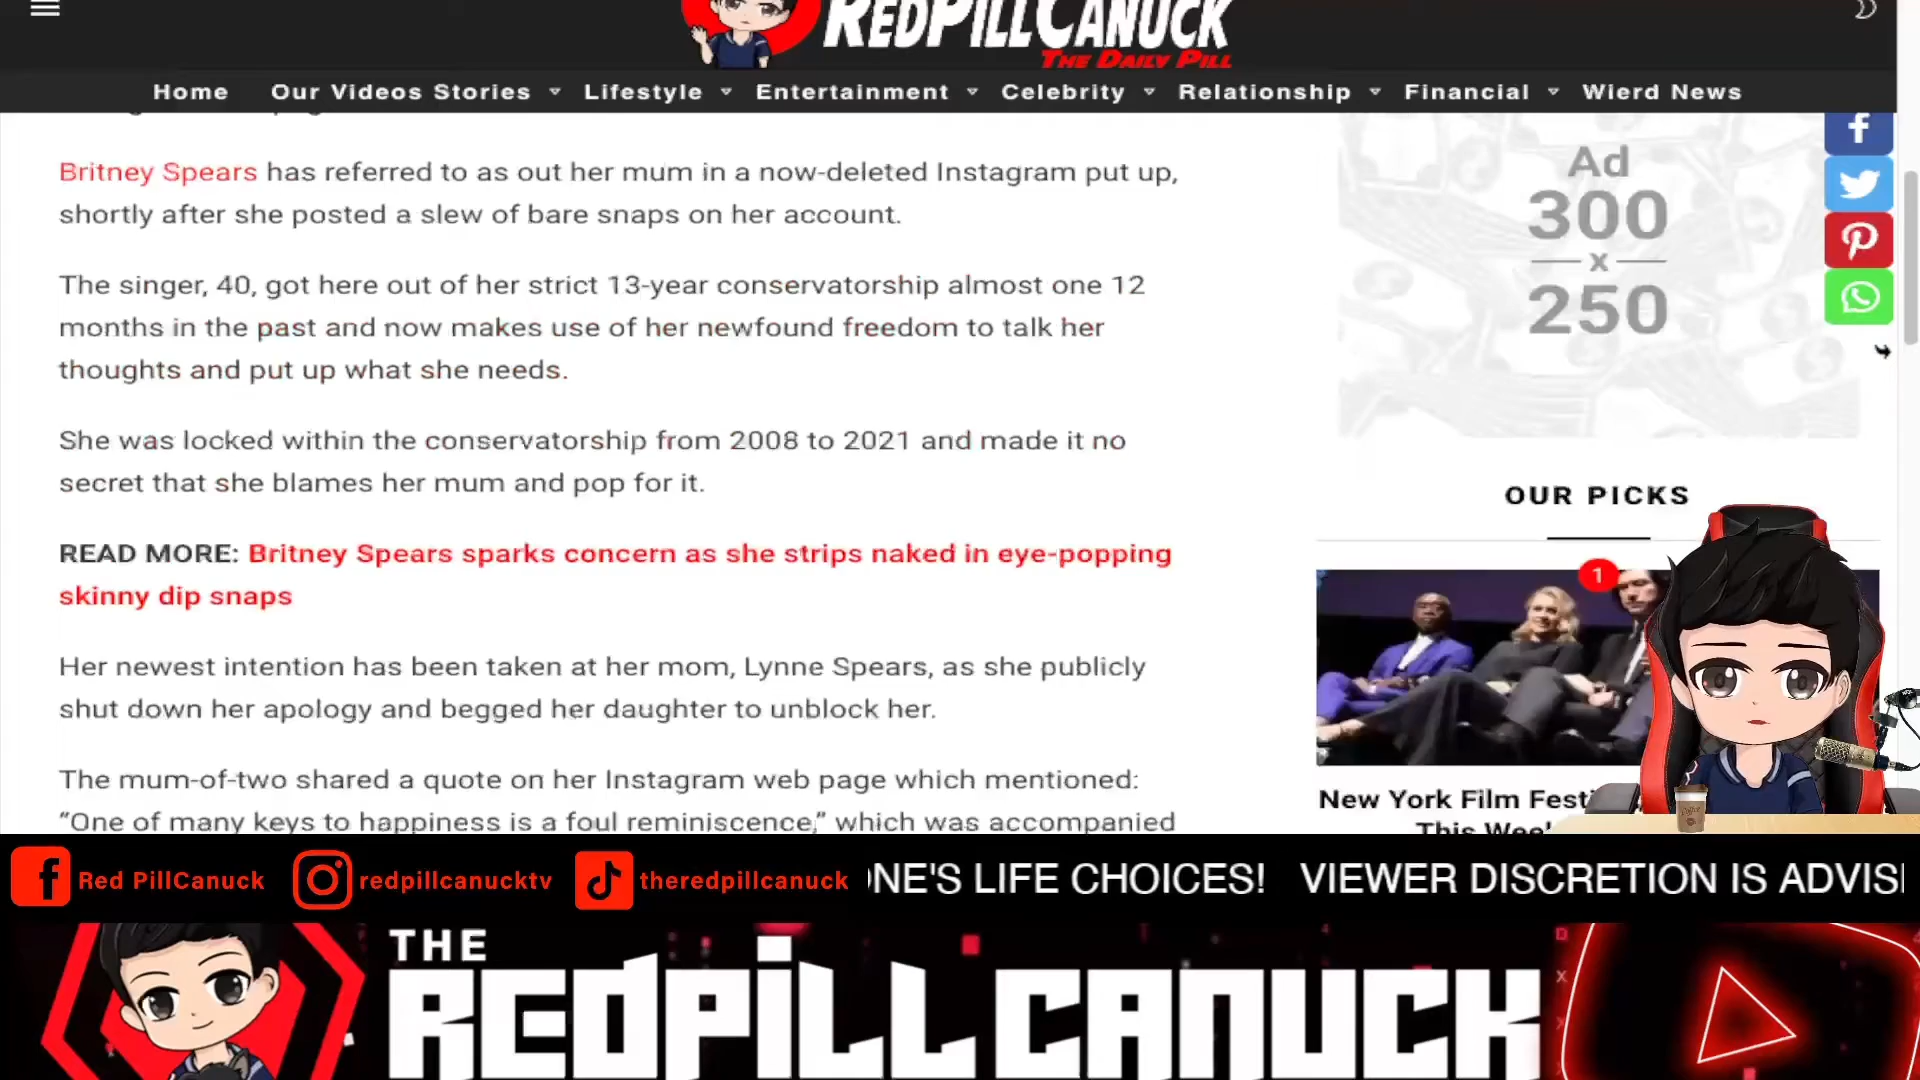 REDPILLCANUCK
THE DAILY PILL
Home Our Videos Stories Lifestyle Entertainment Celebrity Relationship Financial Wierd News
Britney Spears has referred to as out her mum in a now-deleted Instagram put up,
shortly after she posted a slew of bare snaps on her account.
The singer, 40, got here out of her strict 13-year conservatorship almost one 12
months in the past and now makes use of her newfound freedom to talk her
thoughts and put up what she needs.
She was locked within the conservatorship from 2008 to 2021 and made it no
secret that she blames her mum and pop for it.
READ MORE: Britney Spears sparks concern as she strips naked in eye-popping
skinny dip snaps
Her newest intention has been taken at her mom, Lynne Spears, as she publicly
shut down her apology and begged her daughter to unblock her.
The mum-of-two shared a quote on her Instagram web page which mentioned:
“One of many keys to happiness is a foul reminiscence,” which was accompanied
Ad
300
x
250
OUR PICKS
1
New York Film Festi
This Week
Red PillCanuck redpillcanucktv theredpillcanuck NE'S LIFE CHOICES! VIEWER DISCRETION IS ADVIS
THE
REDPILLCANUCK